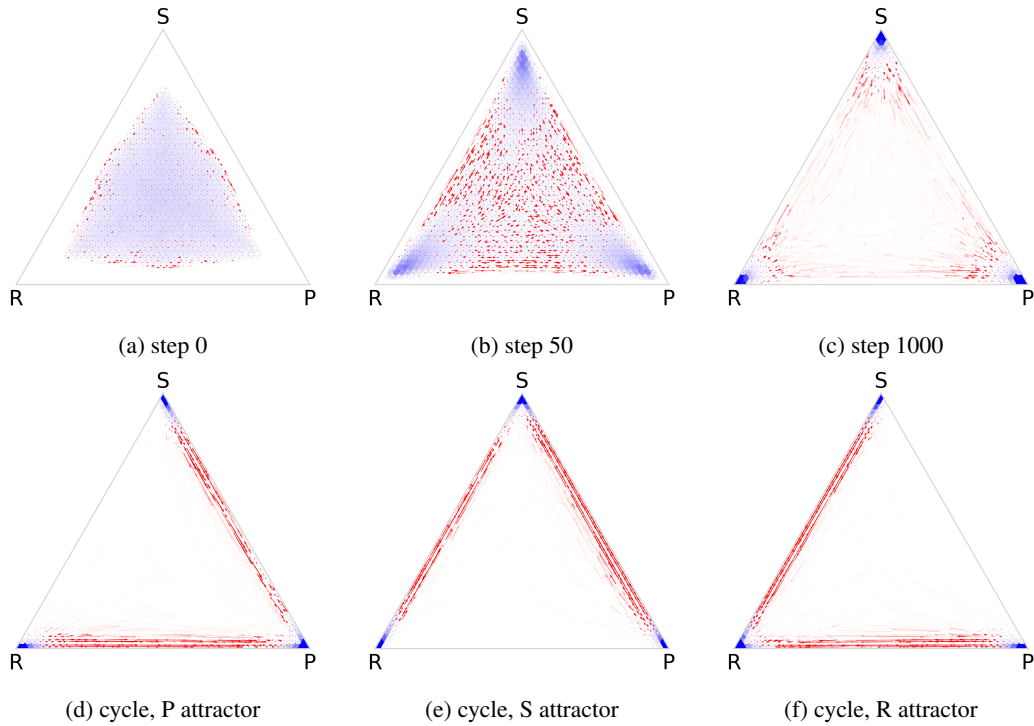 S S S
R P R P R P
(a) step 0 (b) step 50 (c) step 1000
S S S
R P R P R P
(d) cycle, P attractor (e) cycle, S attractor (f) cycle, R attractor